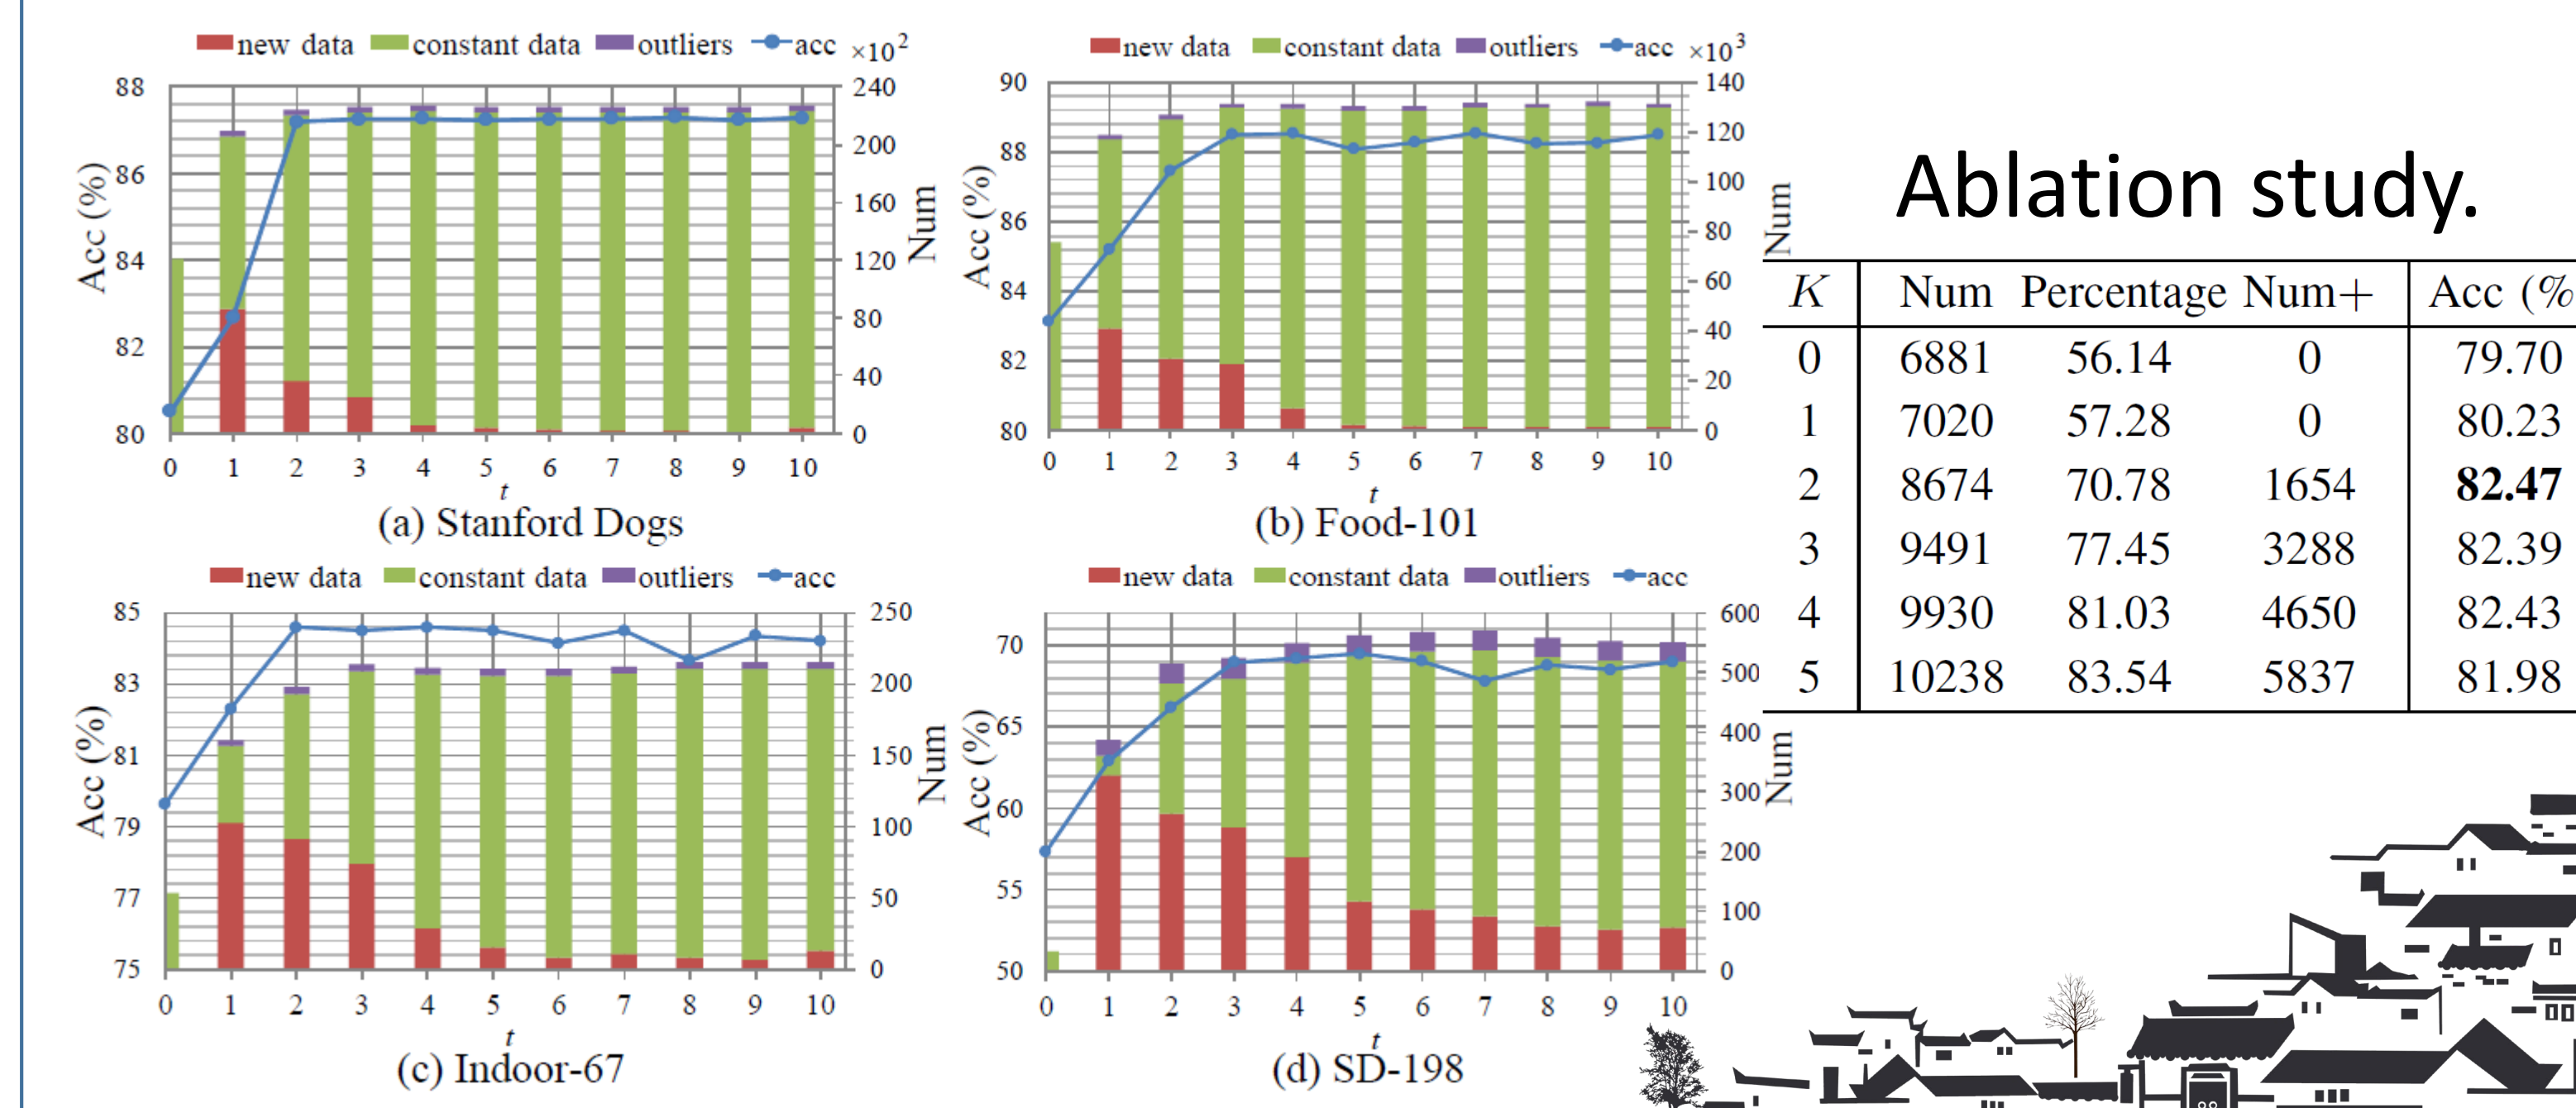 new data constant data outliers acc ×10²
88 240
86 200
84 160
82 120
80 80
40
0
Acc (%)
Num
0 1 2 3 4 5 6 7 8 9 10
t
(a) Stanford Dogs
new data constant data outliers acc ×10³
90 140
88 120
86 100
84 80
82 60
80 40
20
0
Acc (%)
Num
0 1 2 3 4 5 6 7 8 9 10
t
(b) Food-101
new data constant data outliers acc
85 250
83 200
81 150
79 100
77 50
75 0
Acc (%)
Num
0 1 2 3 4 5 6 7 8 9 10
t
(c) Indoor-67
new data constant data outliers acc
600
70 500
65 400
60 300
55 200
50 100
0
Acc (%)
Num
0 1 2 3 4 5 6 7 8 9 10
t
(d) SD-198
Ablation study.
K Num Percentage Num+ Acc (%
0 6881 56.14 0 79.70
1 7020 57.28 0 80.23
2 8674 70.78 1654 82.47
3 9491 77.45 3288 82.39
4 9930 81.03 4650 82.43
5 10238 83.54 5837 81.98